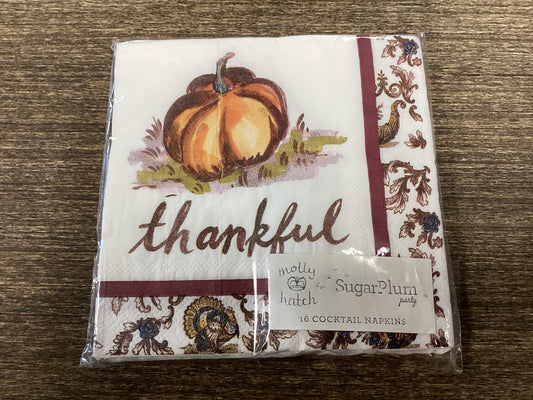 thankful
molly
for
hatch
SugarPlum
party
16 COCKTAIL NAPKINS